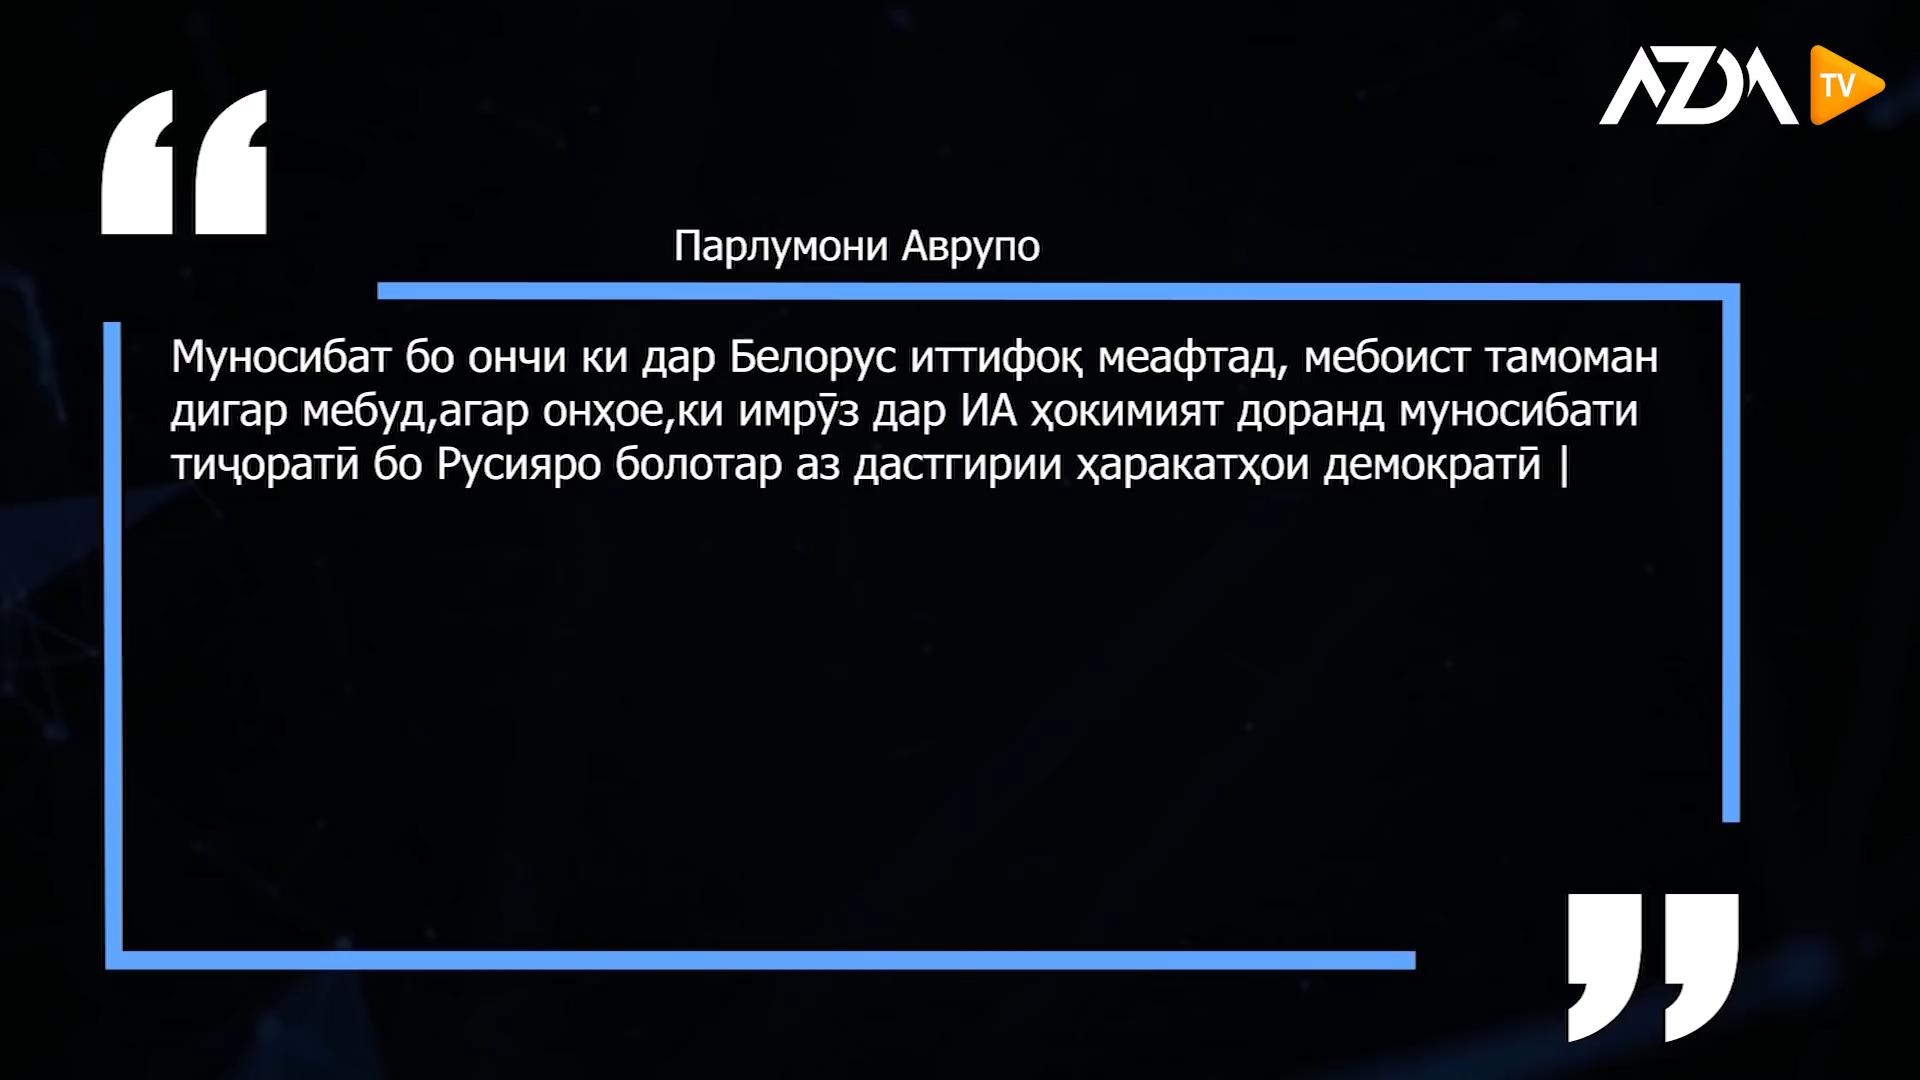 AZDA TV
Парлумони Аврупо
Муносибат бо ончи ки дар Белорус иттифоқ меафтад, мебоист тамоман
дигар мебуд,агар онҳое,ки имрӯз дар ИА ҳокимият доранд муносибати
тиҷоратӣ бо Русияро болотар аз дастгирии ҳаракатҳои демократӣ |